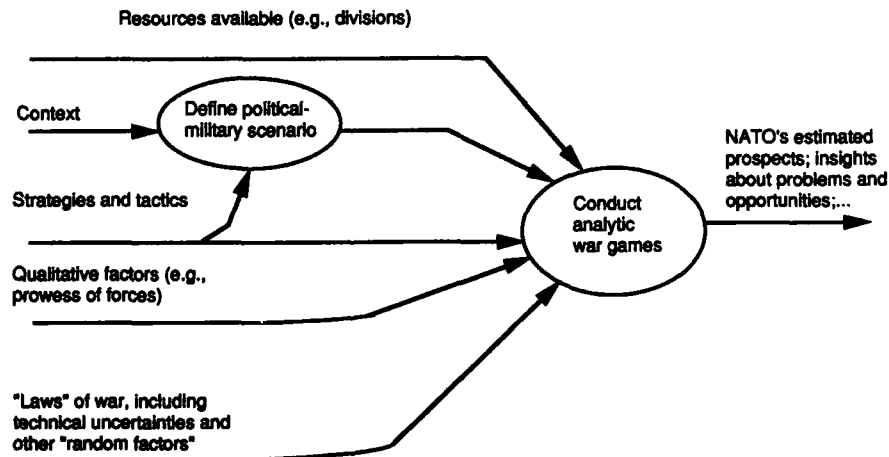 Resources available (e.g., divisions)
Context
Define political-
military scenario
NATO's estimated
prospects; insights
about problems and
opportunities;...
Strategies and tactics
Conduct
analytic
war games
Qualitative factors (e.g.,
prowess of forces)
"Laws" of war, including
technical uncertainties and
other "random factors"